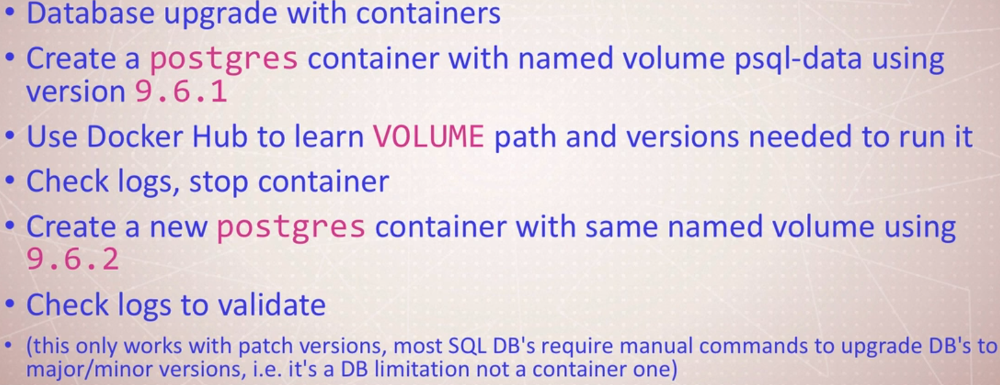 • Database upgrade with containers
• Create a postgres container with named volume psql-data using
version 9.6.1
• Use Docker Hub to learn VOLUME path and versions needed to run it
• Check logs, stop container
• Create a new postgres container with same named volume using
9.6.2
• Check logs to validate
• (this only works with patch versions, most SQL DB's require manual commands to upgrade DB's to
major/minor versions, i.e. it's a DB limitation not a container one)